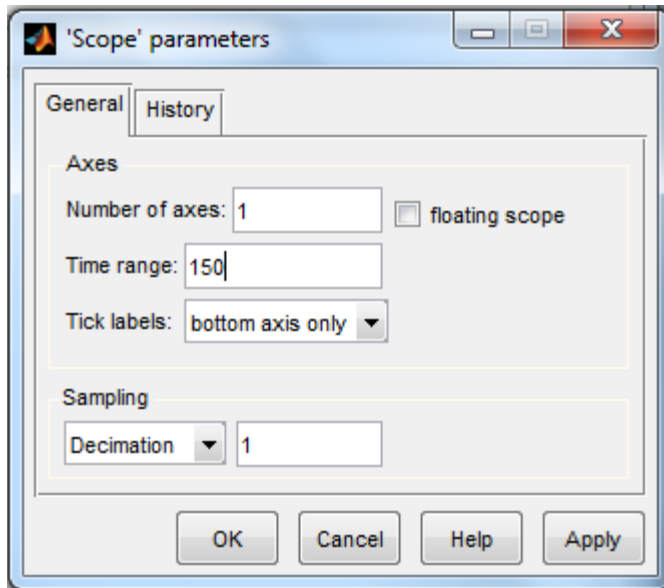 'Scope' parameters
General History
Axes
Number of axes: 1 floating scope
Time range: 150
Tick labels: bottom axis only
Sampling
Decimation 1
OK Cancel Help Apply